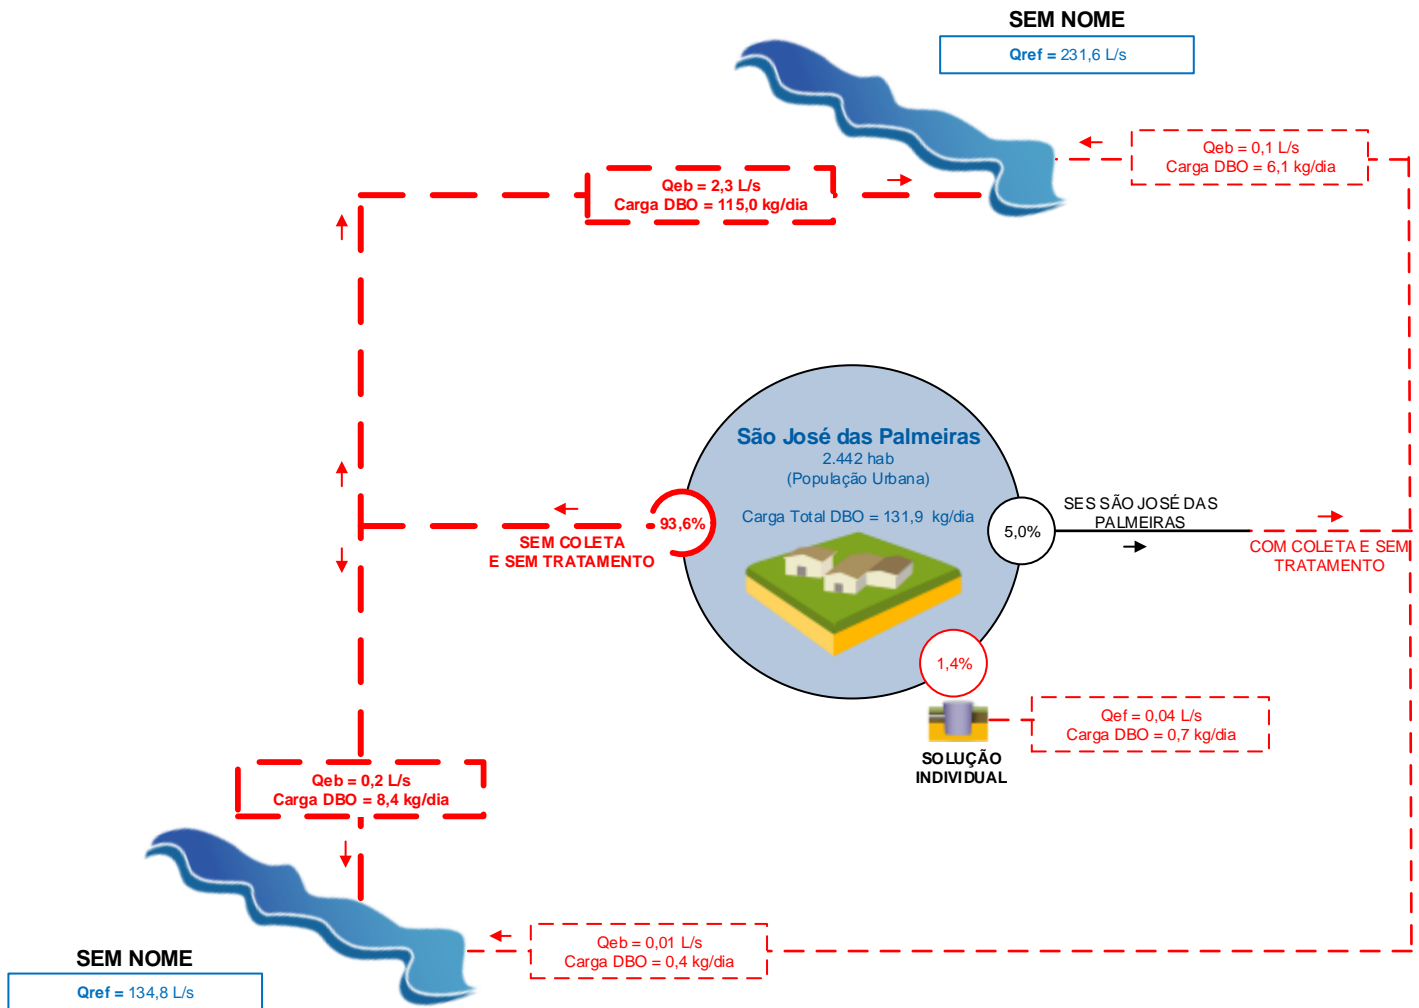 SEM NOME
Qref = 231,6 L/s
Qeb = 0,1 L/s
Carga DBO = 6,1 kg/dia
Qeb = 2,3 L/s
Carga DBO = 115,0 kg/dia
São José das Palmeiras
2.442 hab
(População Urbana)
Carga Total DBO = 131,9 kg/dia
93,6%
SEM COLETA
E SEM TRATAMENTO
5,0%
SES SÃO JOSÉ DAS
PALMEIRAS
COM COLETA E SEM
TRATAMENTO
1,4%
SOLUÇÃO
INDIVIDUAL
Qef = 0,04 L/s
Carga DBO = 0,7 kg/dia
Qeb = 0,2 L/s
Carga DBO = 8,4 kg/dia
Qeb = 0,01 L/s
Carga DBO = 0,4 kg/dia
SEM NOME
Qref = 134,8 L/s